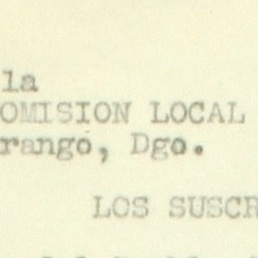 la
OMISION LOCAL
rango, Dgo.
LOS SUSCR